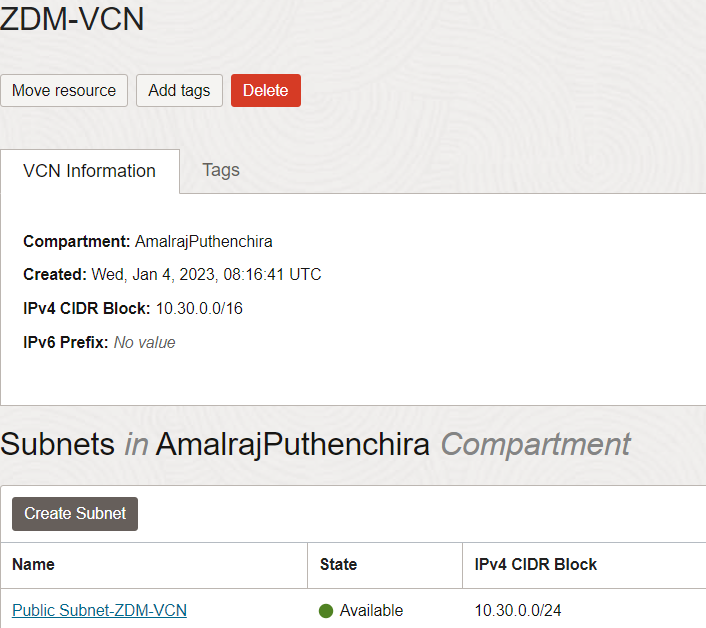 ZDM-VCN
Move resource Add tags Delete
VCN Information Tags
Compartment: AmalrajPuthenchira
Created: Wed, Jan 4, 2023, 08:16:41 UTC
IPv4 CIDR Block: 10.30.0.0/16
IPv6 Prefix: No value
Subnets in AmalrajPuthenchira Compartment
Create Subnet
Name State IPv4 CIDR Block
Public Subnet-ZDM-VCN Available 10.30.0.0/24